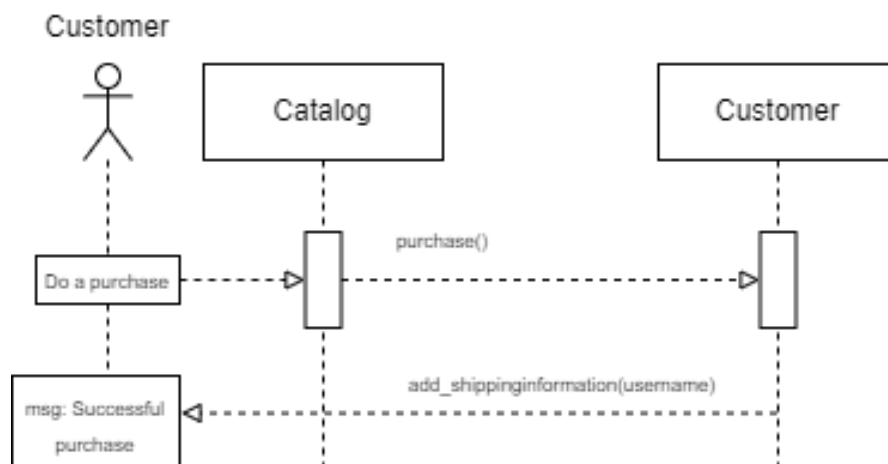 Customer
Catalog
Customer
purchase()
Do a purchase
add_shippinginformation(username)
msg: Successful
purchase